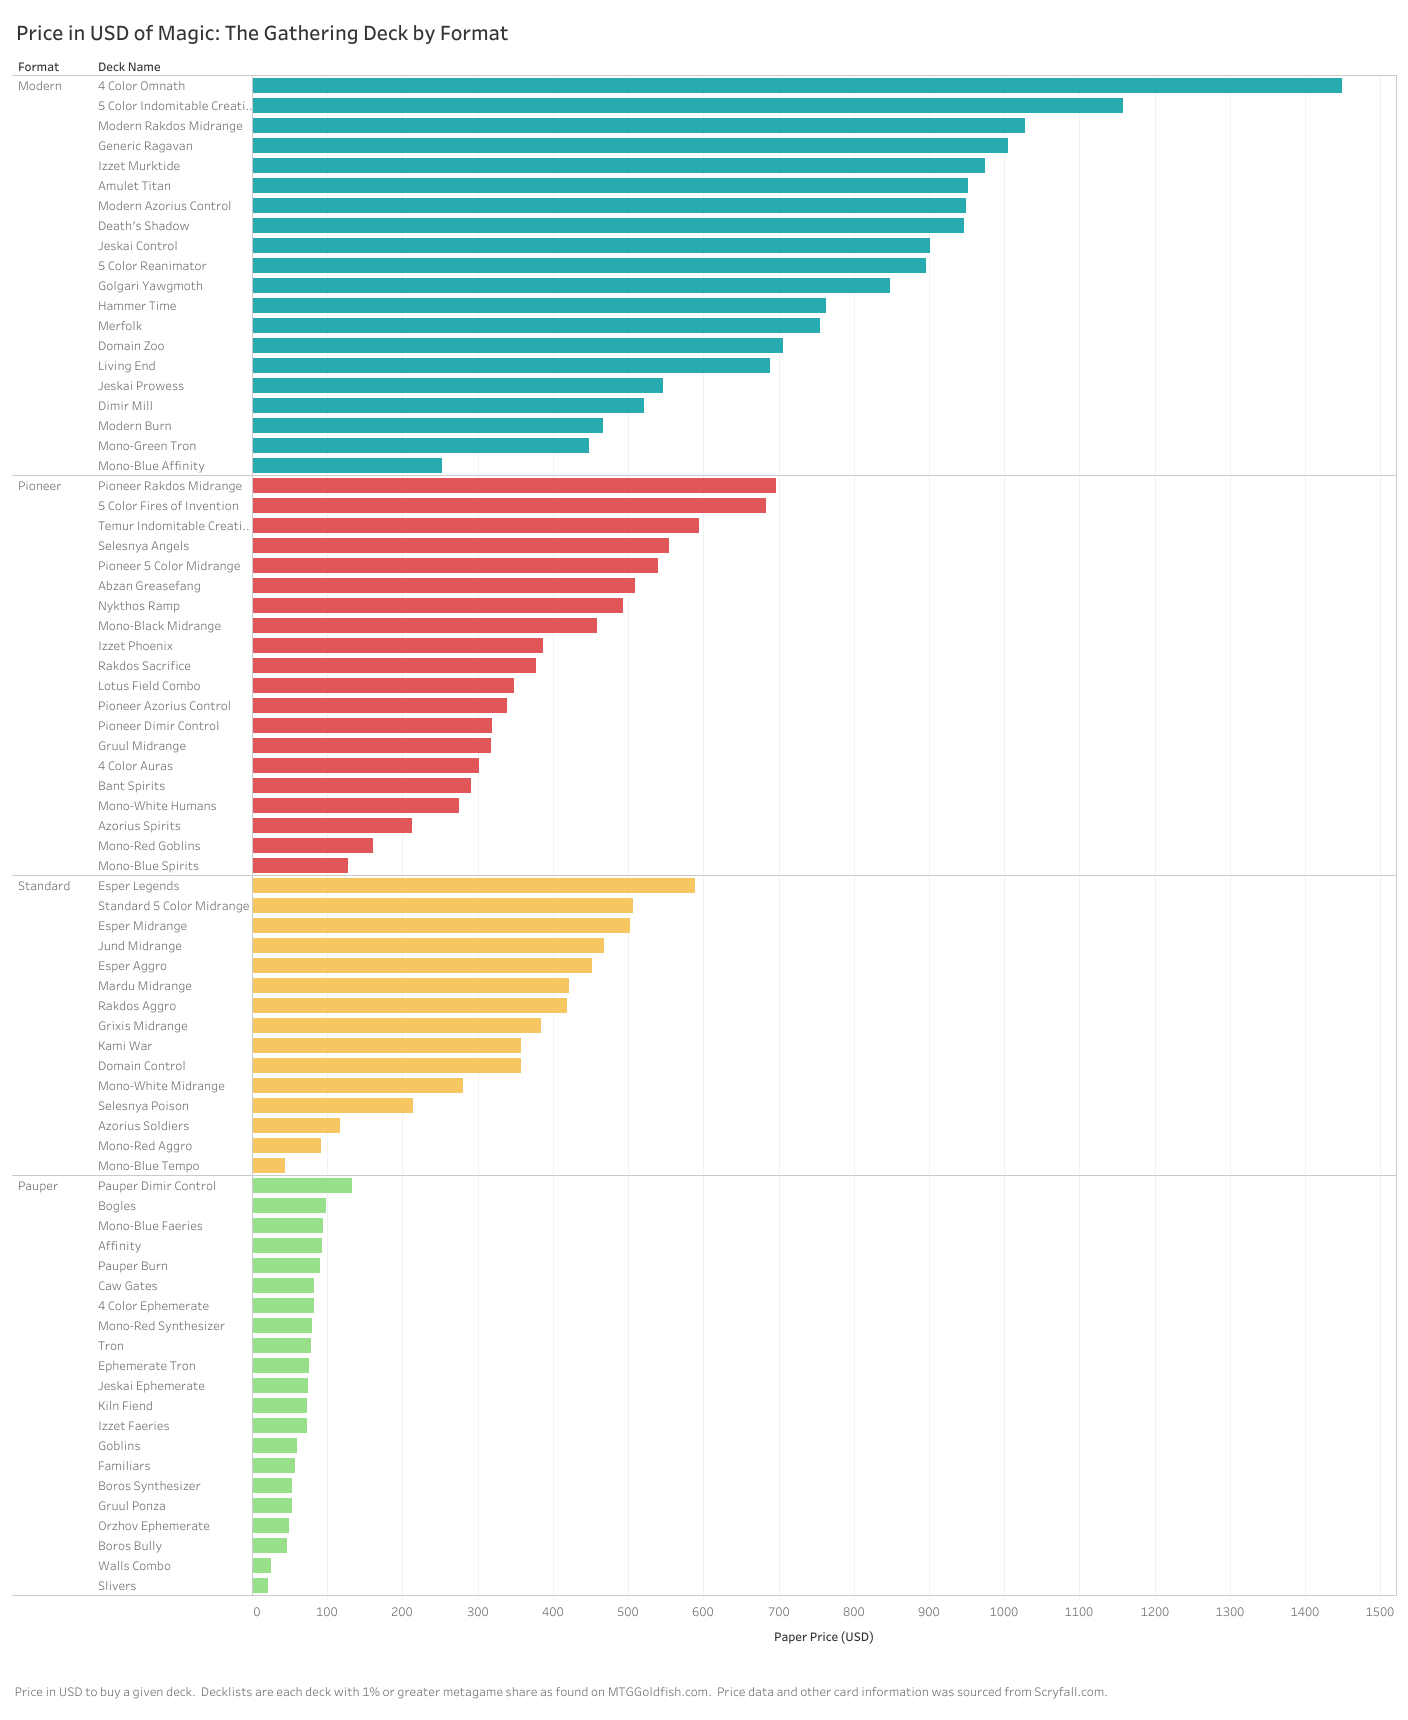 Price in USD of Magic: The Gathering Deck by Format
Format Deck Name
Modern 4 Color Omnath
5 Color Indomitable Creati..
Modern Rakdos Midrange
Generic Ragavan
Izzet Murktide
Amulet Titan
Modern Azorius Control
Death's Shadow
Jeskai Control
5 Color Reanimator
Golgari Yawgmoth
Hammer Time
Merfolk
Domain Zoo
Living End
Jeskai Prowess
Dimir Mill
Modern Burn
Mono-Green Tron
Mono-Blue Affinity
Pioneer Pioneer Rakdos Midrange
5 Color Fires of Invention
Temur Indomitable Creati..
Selesnya Angels
Pioneer 5 Color Midrange
Abzan Greasefang
Nykthos Ramp
Mono-Black Midrange
Izzet Phoenix
Rakdos Sacrifice
Lotus Field Combo
Pioneer Azorius Control
Pioneer Dimir Control
Gruul Midrange
4 Color Auras
Bant Spirits
Mono-White Humans
Azorius Spirits
Mono-Red Goblins
Mono-Blue Spirits
Standard Esper Legends
Standard 5 Color Midrange
Esper Midrange
Jund Midrange
Esper Aggro
Mardu Midrange
Rakdos Aggro
Grixis Midrange
Kami War
Domain Control
Mono-White Midrange
Selesnya Poison
Azorius Soldiers
Mono-Red Aggro
Mono-Blue Tempo
Pauper Pauper Dimir Control
Bogles
Mono-Blue Faeries
Affinity
Pauper Burn
Caw Gates
4 Color Ephemerate
Mono-Red Synthesizer
Tron
Ephemerate Tron
Jeskai Ephemerate
Kiln Fiend
Izzet Faeries
Goblins
Familiars
Boros Synthesizer
Gruul Ponza
Orzhov Ephemerate
Boros Bully
Walls Combo
Slivers
0 100 200 300 400 500 600 700 800 900 1000 1100 1200 1300 1400 1500
Paper Price (USD)
Price in USD to buy a given deck. Decklists are each deck with 1% or greater metagame share as found on MTGGoldfish.com. Price data and other card information was sourced from Scryfall.com.